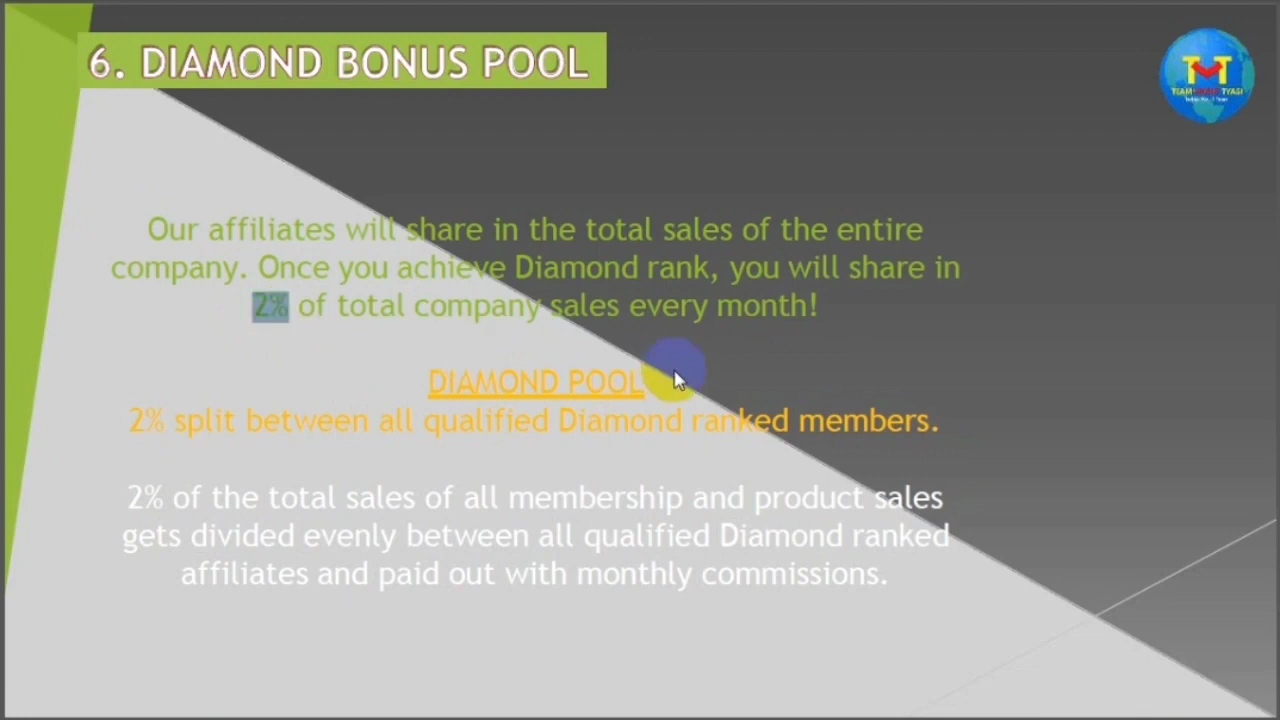 6. DIAMOND BONUS POOL
Our affiliates will share in the total sales of the entire
company. Once you achieve Diamond rank, you will share in
2% of total company sales every month!
DIAMOND POOL
2% split between all qualified Diamond ranked members.
2% of the total sales of all membership and product sales
gets divided evenly between all qualified Diamond ranked
affiliates and paid out with monthly commissions.
TEAM TYAGI